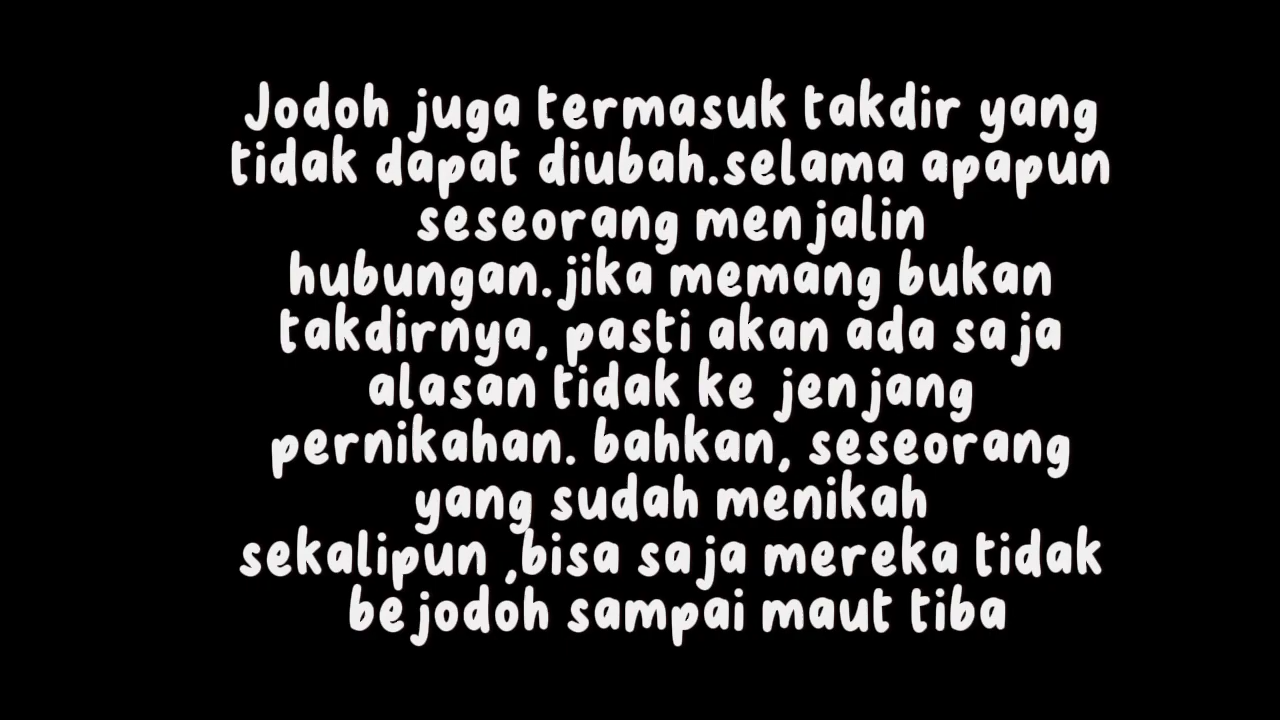 Jodoh juga termasuk takdir yang
tidak dapat diubah.selama apapun
seseorang menjalin
hubungan.jika memang bukan
takdirnya, pasti akan ada saja
alasan tidak ke jenjang
pernikahan. bahkan, seseorang
yang sudah menikah
sekalipun ,bisa saja mereka tidak
bejodoh sampai maut tiba